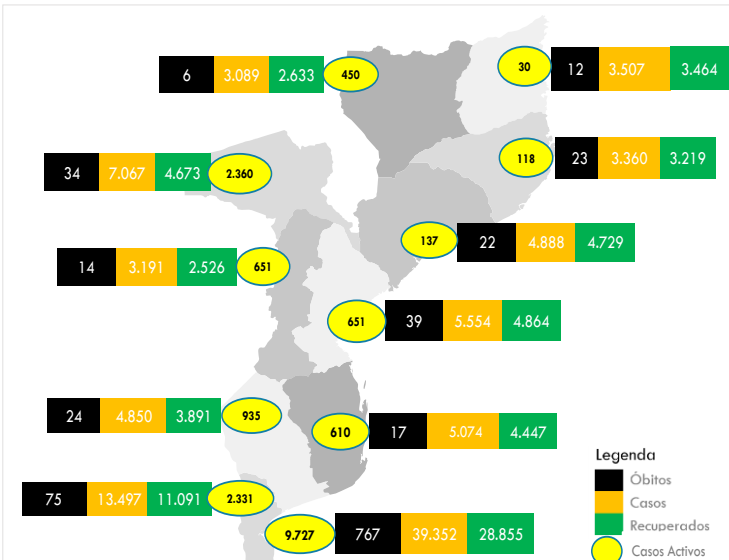 6 3.089 2.633 450
30 12 3.507 3.464
34 7.067 4.673 2.360
118 23 3.360 3.219
137 22 4.888 4.729
14 3.191 2.526 651
651 39 5.554 4.864
24 4.850 3.891 935
610 17 5.074 4.447
Legenda
Óbitos
Casos
Recuperados
Casos Activos
75 13.497 11.091 2.331
9.727 767 39.352 28.855